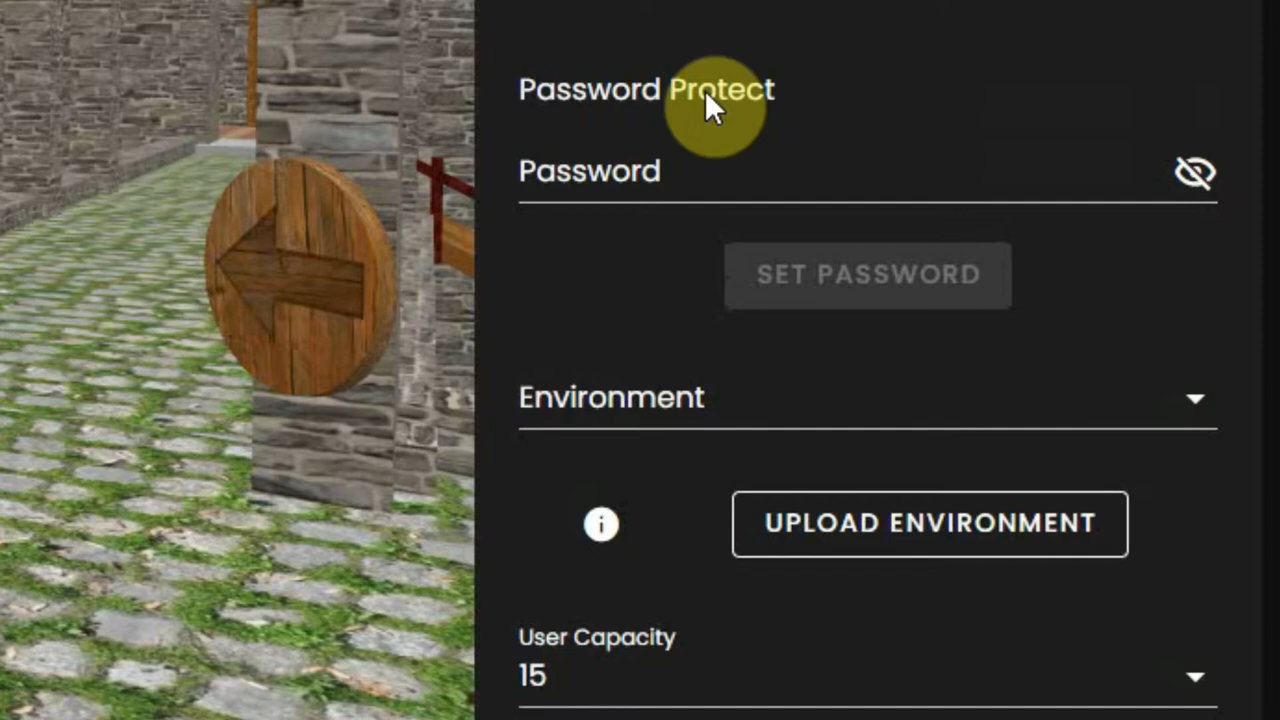 Password Protect
Password
SET PASSWORD
Environment
UPLOAD ENVIRONMENT
User Capacity
15